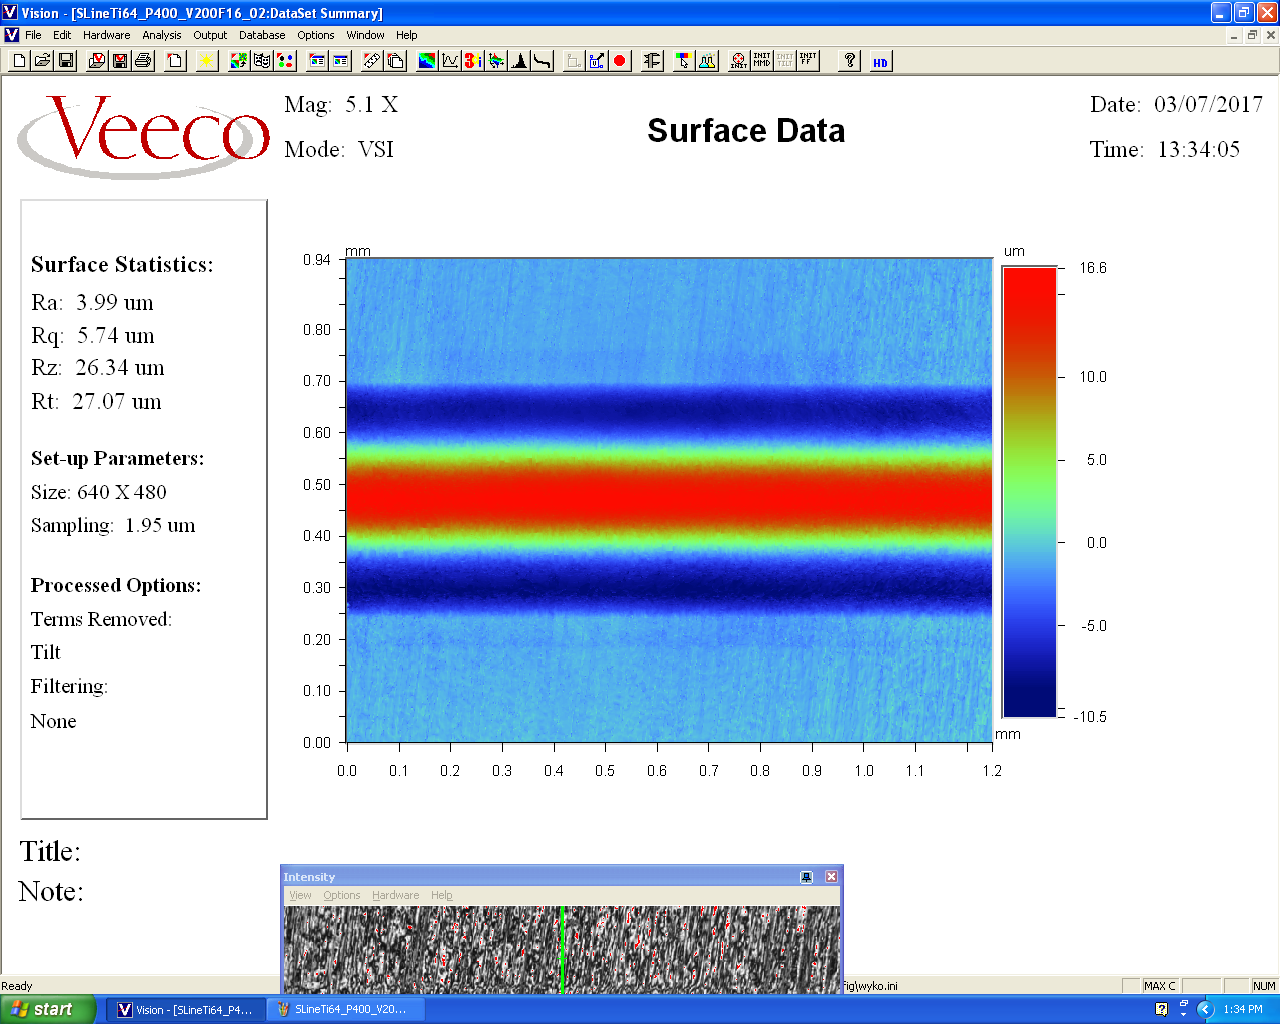 Vision - [SLineTi64_P400_V200F16_02:DataSet Summary]
File Edit Hardware Analysis Output Database Options Window Help
INIT INIT MMD INIT TILT INIT FF ? HD
Veeco
Mag: 5.1 X
Mode: VSI
Surface Data
Date: 03/07/2017
Time: 13:34:05
Surface Statistics:
Ra: 3.99 um
Rq: 5.74 um
Rz: 26.34 um
Rt: 27.07 um
Set-up Parameters:
Size: 640 X 480
Sampling: 1.95 um
Processed Options:
Terms Removed:
Tilt
Filtering:
None
mm
0.94
0.80
0.70
0.60
0.50
0.40
0.30
0.20
0.10
0.00
0.0 0.1 0.2 0.3 0.4 0.5 0.6 0.7 0.8 0.9 1.0 1.1 1.2
mm
um
16.6
10.0
5.0
0.0
-5.0
-10.5
Title:
Note:
Intensity
View Options Hardware Help
Ready
fig\wyko.ini
MAX C
NUM
start
Vision - [SLineTi64_P4...
SLineTi64_P400_V20...
1:34 PM